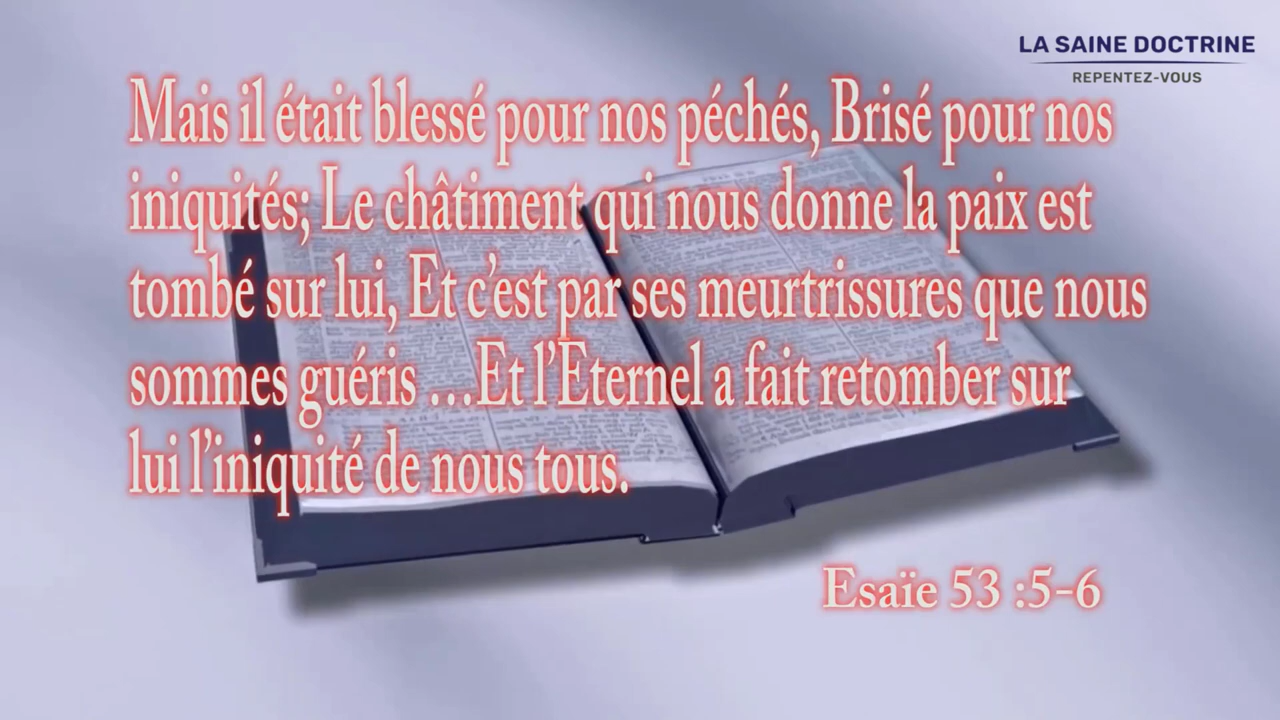 LA SAINE DOCTRINE
REPENTEZ-VOUS
Mais il était blessé pour nos péchés, Brisé pour nos
iniquités; Le châtiment qui nous donne la paix est
tombé sur lui, Et c’est par ses meurtrissures que nous
sommes guéris …Et l’Eternel a fait retomber sur
lui l’iniquité de nous tous.
Esaïe 53 :5-6